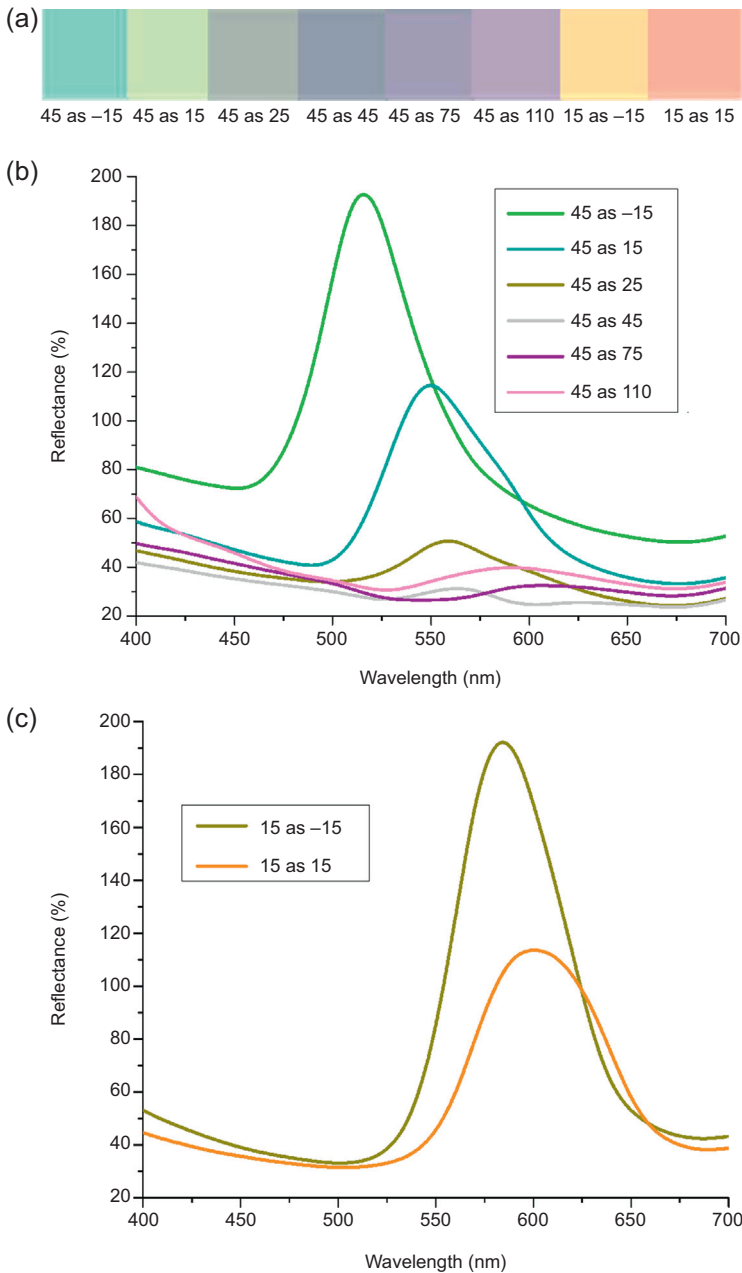 (a)
45 as –15 45 as 15 45 as 25 45 as 45 45 as 75 45 as 110 15 as –15 15 as 15
(b)
200
180
160
140
120
100
80
60
40
20
Reflectance (%)
45 as –15
45 as 15
45 as 25
45 as 45
45 as 75
45 as 110
400 450 500 550 600 650 700
Wavelength (nm)
(c)
200
180
160
140
120
100
80
60
40
20
Reflectance (%)
15 as –15
15 as 15
400 450 500 550 600 650 700
Wavelength (nm)